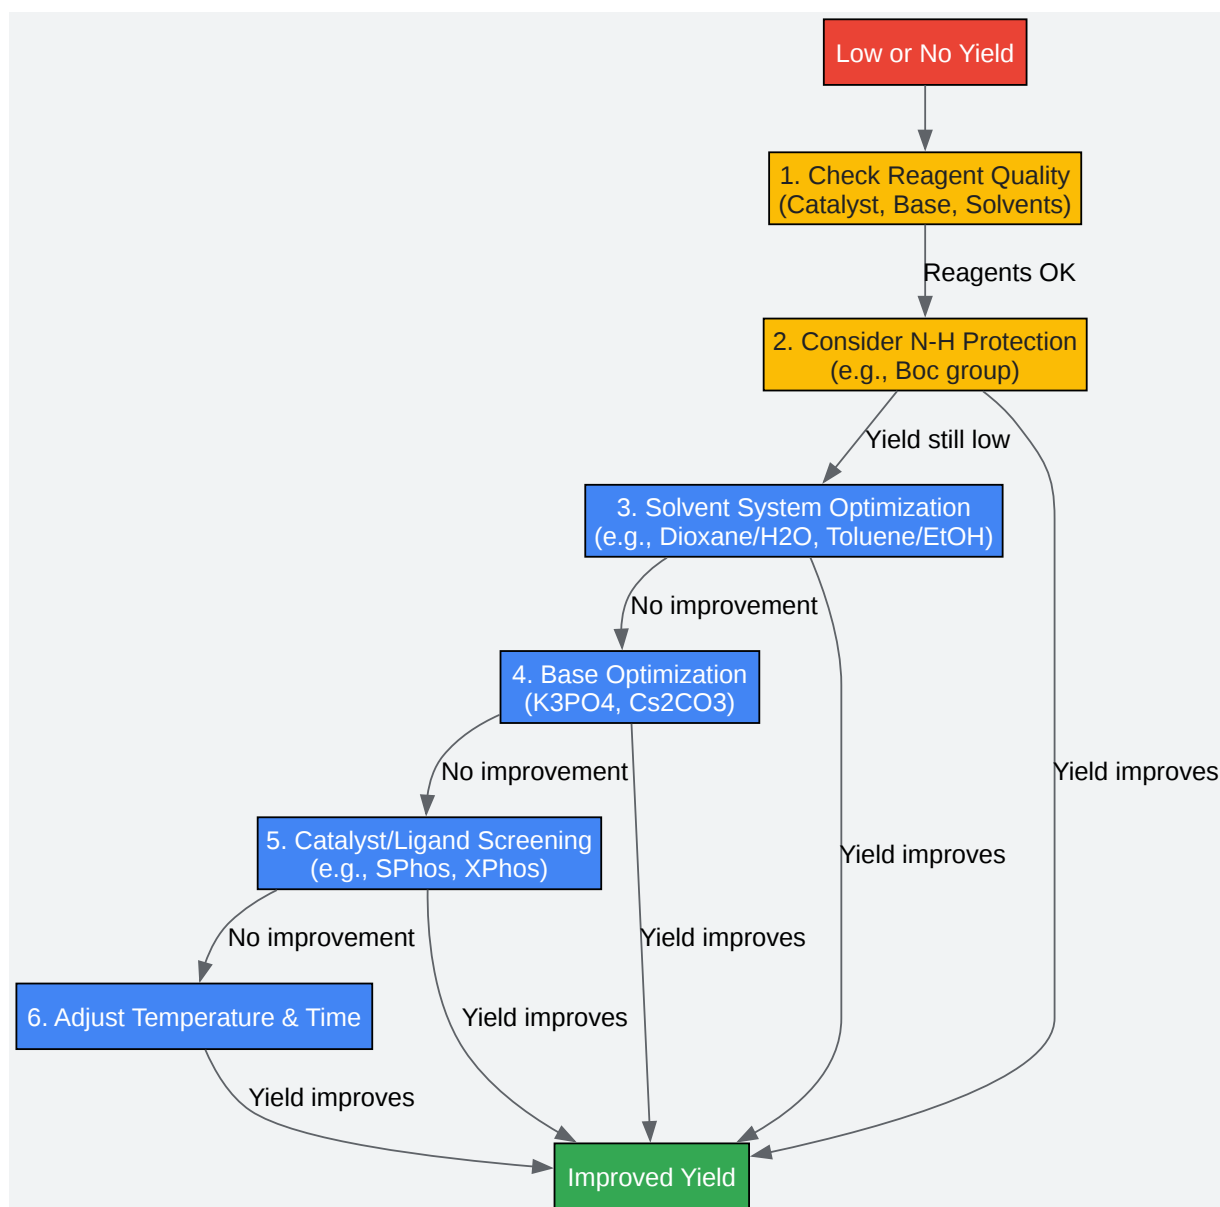 Low or No Yield
1. Check Reagent Quality
(Catalyst, Base, Solvents)
Reagents OK
2. Consider N-H Protection
(e.g., Boc group)
Yield still low
3. Solvent System Optimization
(e.g., Dioxane/H2O, Toluene/EtOH)
No improvement
4. Base Optimization
(K3PO4, Cs2CO3)
No improvement
Yield improves
5. Catalyst/Ligand Screening
(e.g., SPhos, XPhos)
Yield improves
No improvement
Yield improves
6. Adjust Temperature & Time
Yield improves
Yield improves
Improved Yield